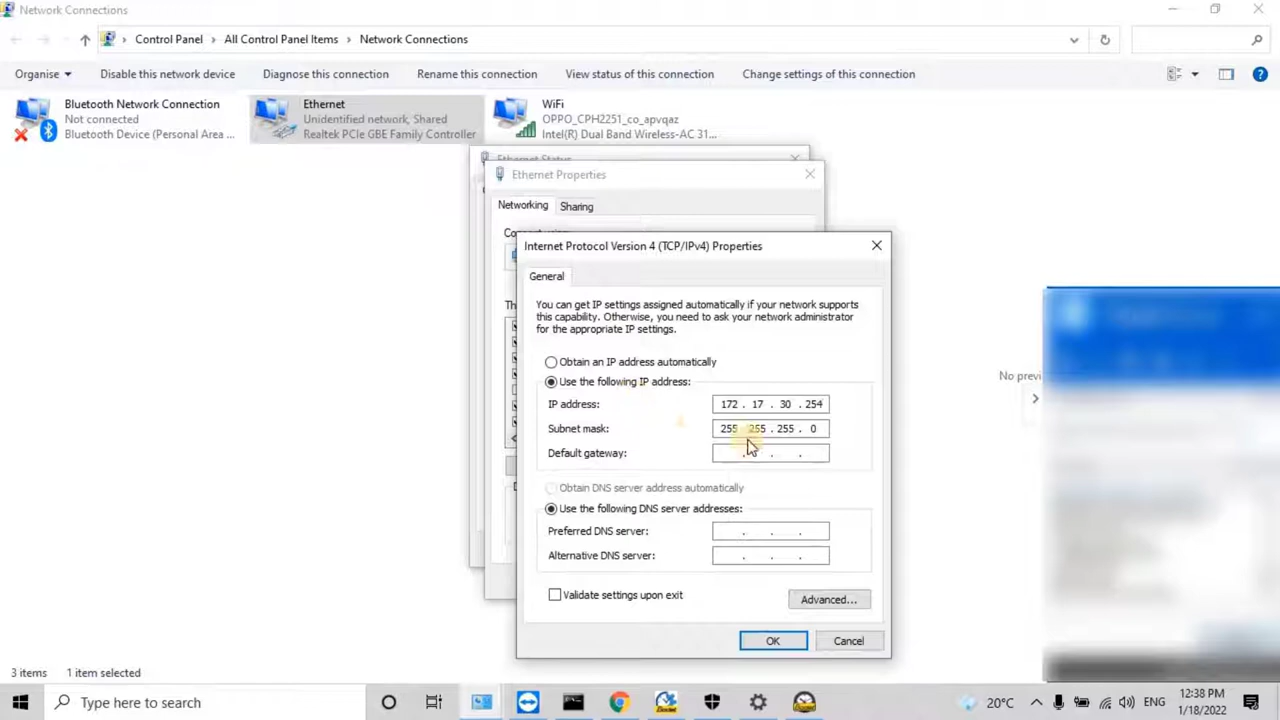 Network Connections
Control Panel
All Control Panel Items
Network Connections
Organise
Disable this network device
Diagnose this connection
Rename this connection
View status of this connection
Change settings of this connection
Bluetooth Network Connection
Not connected
Bluetooth Device (Personal Area ...
Ethernet
Unidentified network, Shared
Realtek PCIe GBE Family Controller
WiFi
OPPO_CPH2251_co_apvqaz
Intel(R) Dual Band Wireless-AC 31...
Ethernet Status
Ethernet Properties
Networking
Sharing
Internet Protocol Version 4 (TCP/IPv4) Properties
General
You can get IP settings assigned automatically if your network supports
this capability. Otherwise, you need to ask your network administrator
for the appropriate IP settings.
Obtain an IP address automatically
Use the following IP address:
IP address:
172 . 17 . 30 . 254
Subnet mask:
255 . 255 . 255 . 0
Default gateway:
Obtain DNS server address automatically
Use the following DNS server addresses:
Preferred DNS server:
Alternative DNS server:
Validate settings upon exit
Advanced...
OK
Cancel
No previ
3 items
1 item selected
Type here to search
20°C
ENG
12:38 PM
1/18/2022